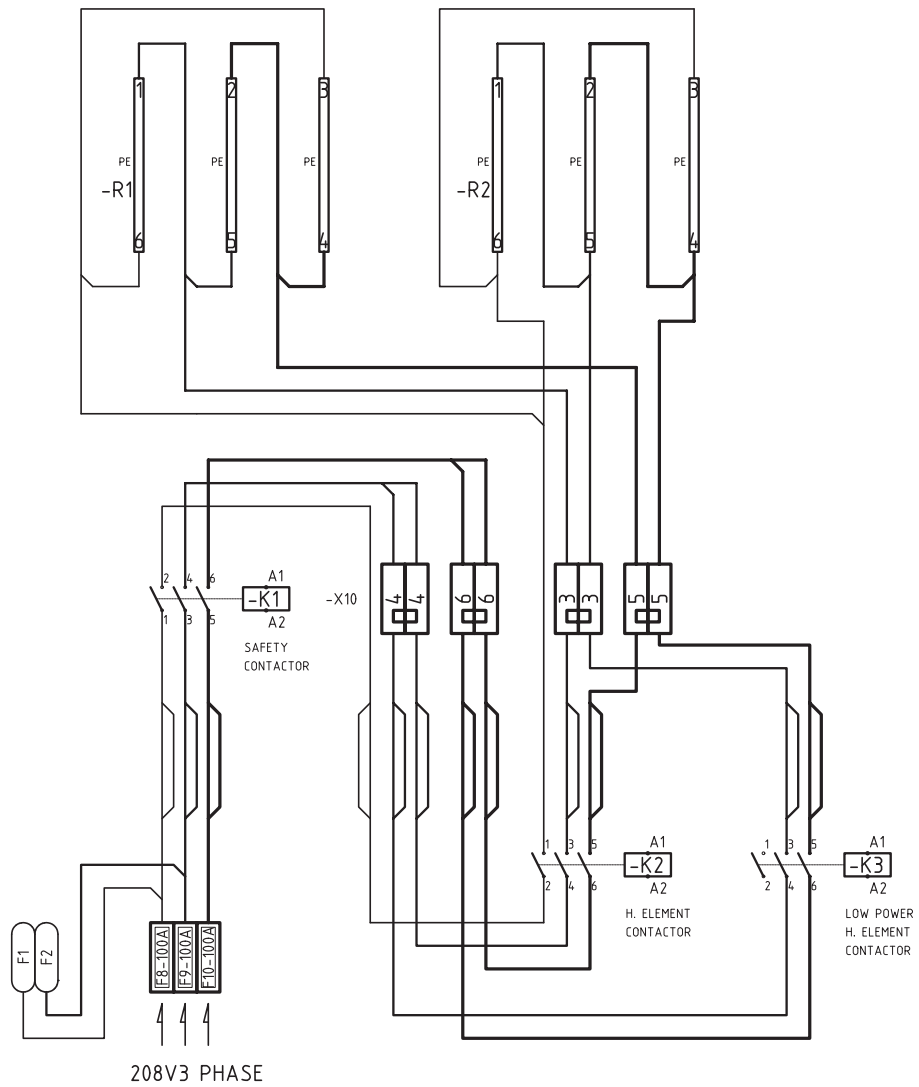 1 2 3 1 2 3
PE PE PE PE PE PE
-R1 -R2
6 5 4 6 5 4
2 4 6
A1
-K1
A2
1 3 5
SAFETY
CONTACTOR
-X10
4 4 6 6 3 3 5 5
1 3 5
A1
-K2
A2
2 4 6
H. ELEMENT
CONTACTOR
1 3 5
A1
-K3
A2
2 4 6
LOW POWER
H. ELEMENT
CONTACTOR
F1 F2
F8-100A F9-100A F10-100A
208V3 PHASE